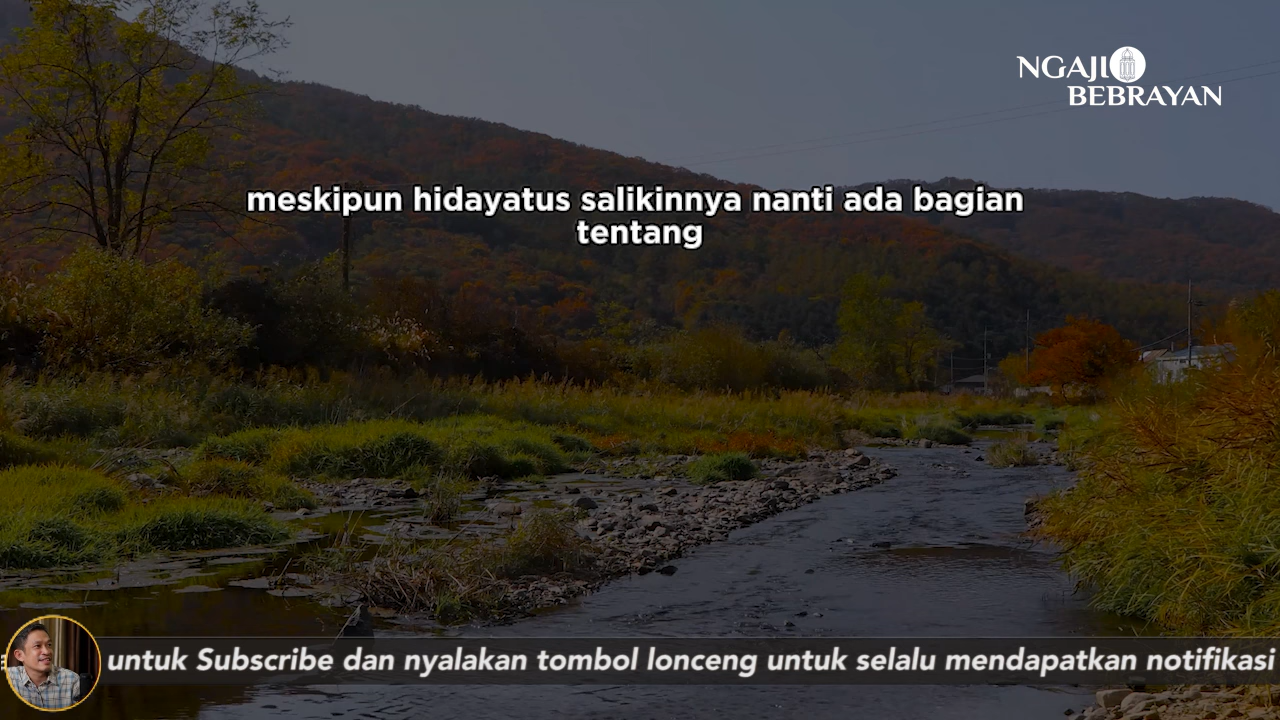 NGAJI
BEBRAYAN
meskipun hidayatus salikinnya nanti ada bagian
tentang
untuk Subscribe dan nyalakan tombol lonceng untuk selalu mendapatkan notifikasi